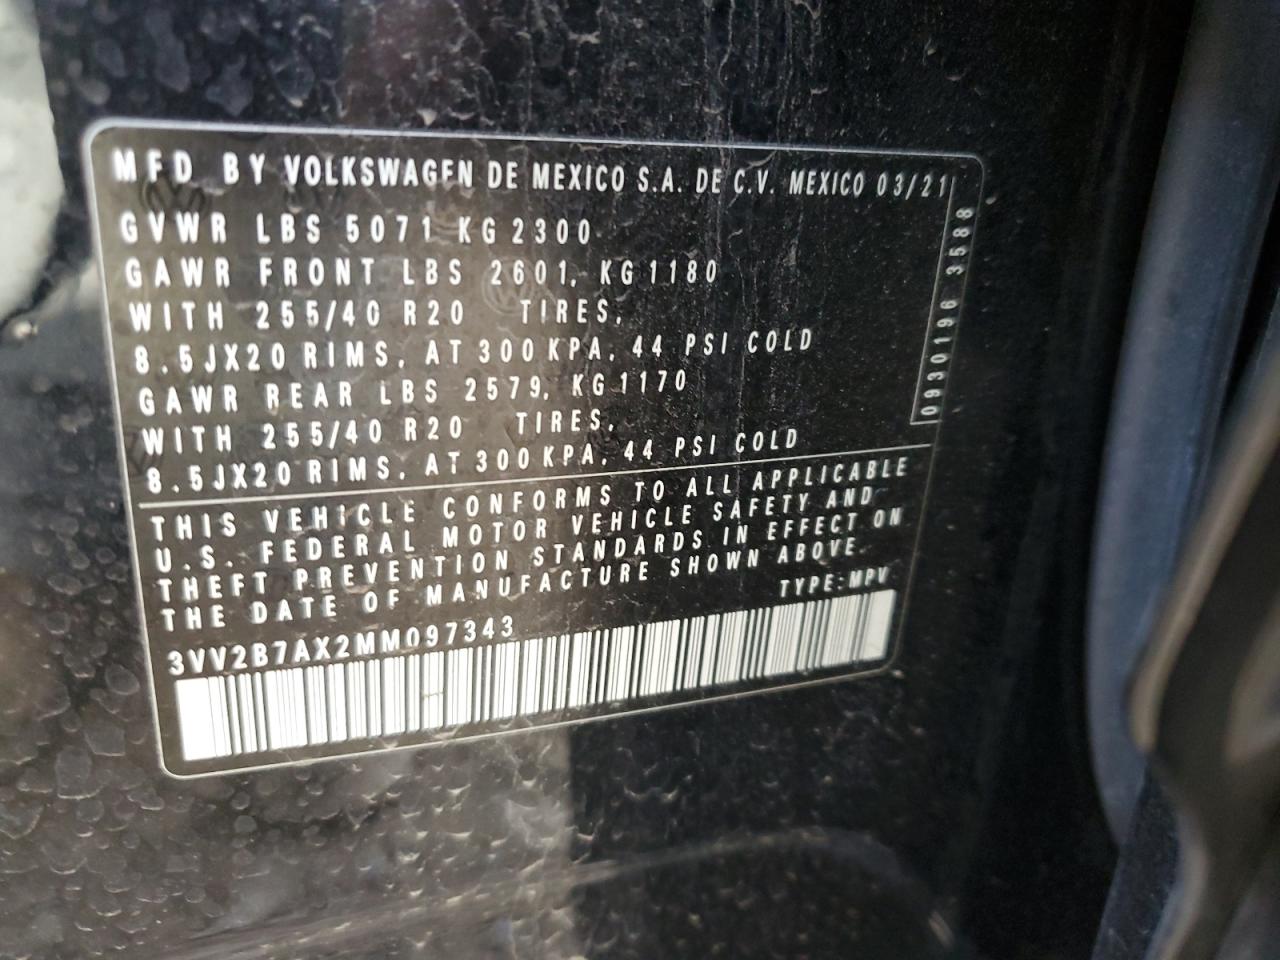 MFD BY VOLKSWAGEN DE MEXICO S.A. DE C.V. MEXICO 03/21
GVWR LBS 5071 KG 2300
GAWR FRONT LBS 2601, KG 1180
WITH 255/40 R20 TIRES,
8.5JX20 RIMS, AT 300 KPA, 44 PSI COLD
GAWR REAR LBS 2579, KG 1170
WITH 255/40 R20 TIRES,
8.5JX20 RIMS, AT 300 KPA, 44 PSI COLD
0930196 3588
THIS VEHICLE CONFORMS TO ALL APPLICABLE
U.S. FEDERAL MOTOR VEHICLE SAFETY AND
THEFT PREVENTION STANDARDS IN EFFECT ON
THE DATE OF MANUFACTURE SHOWN ABOVE.
TYPE:MPV
3VV2B7AX2MM097343